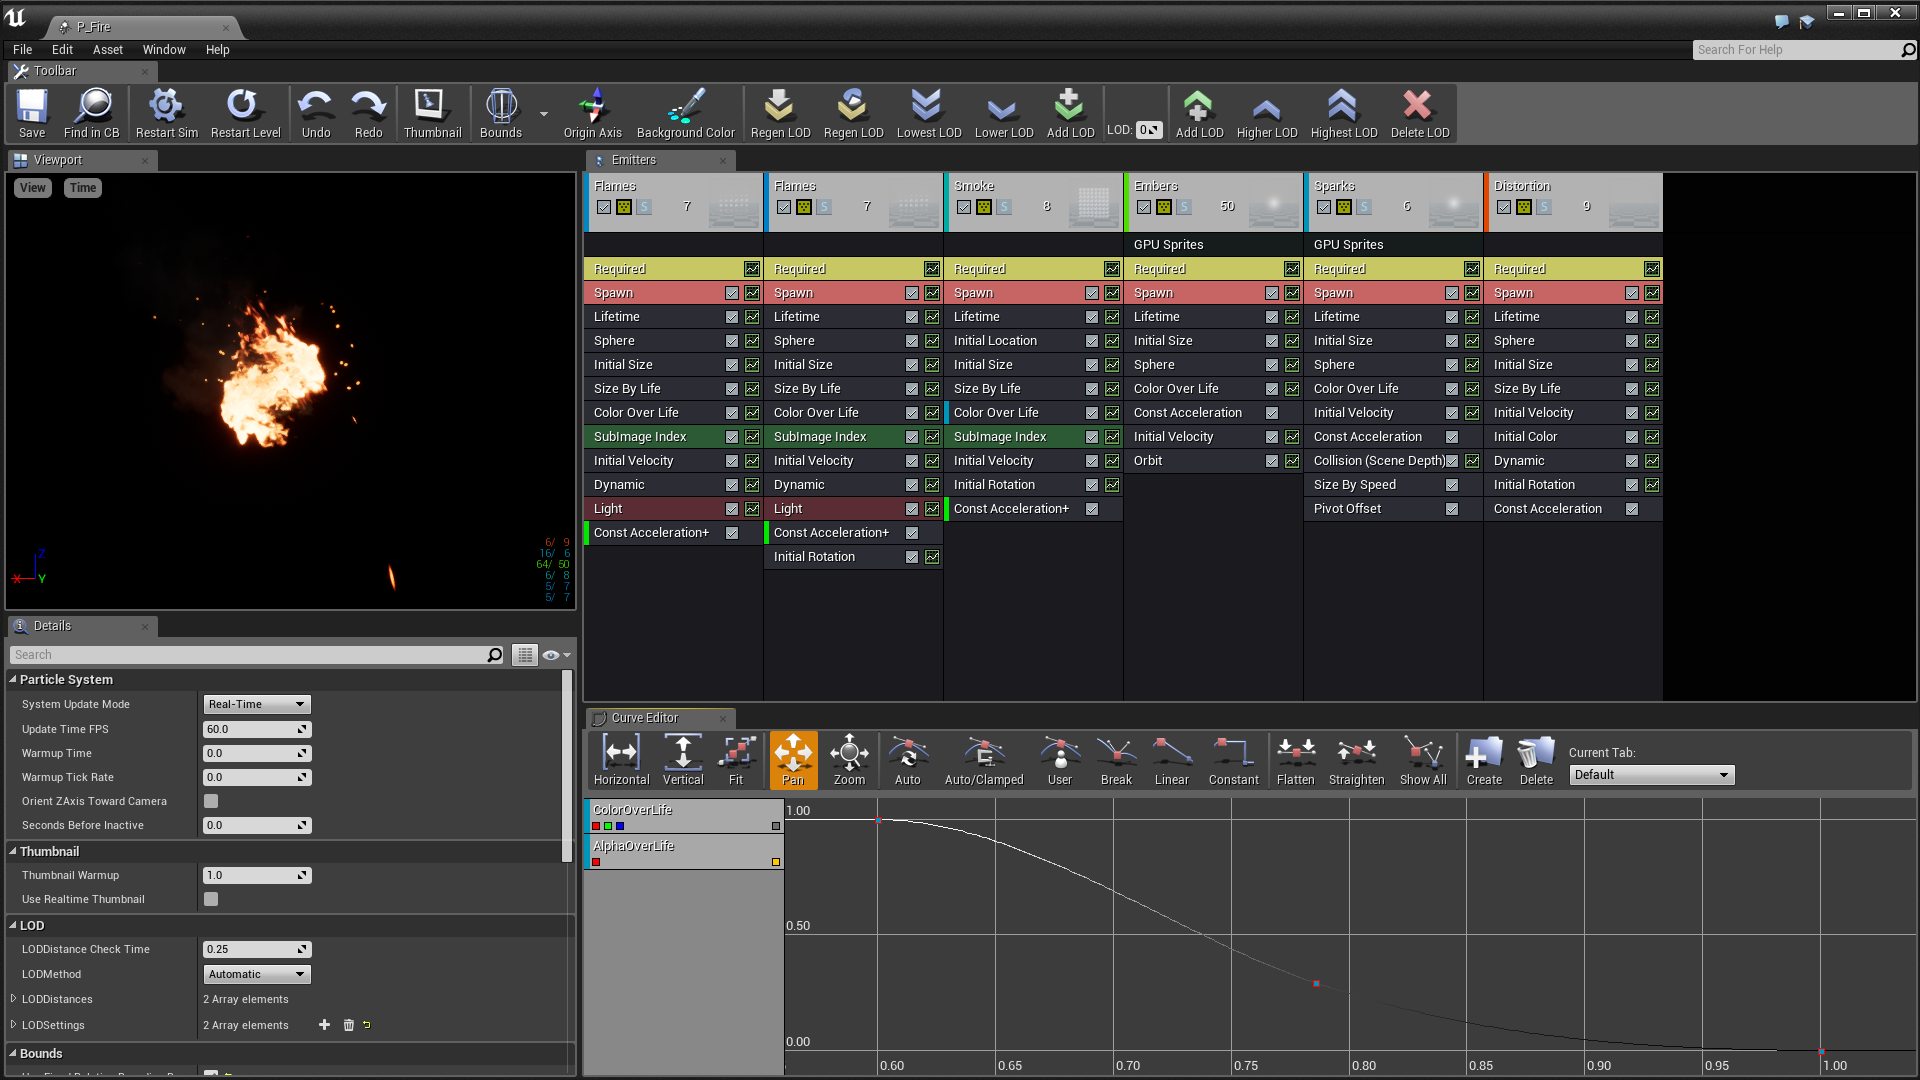 P_Fire
File Edit Asset Window Help
Search For Help
Toolbar
Save Find in CB Restart Sim Restart Level Undo Redo Thumbnail Bounds Origin Axis Background Color Regen LOD Regen LOD Lowest LOD Lower LOD Add LOD LOD: 0 Add LOD Higher LOD Highest LOD Delete LOD
Viewport
View Time
Z
X Y
6/ 9
16/ 6
64/ 50
6/ 8
5/ 7
5/ 7
Emitters
Flames Flames Smoke Embers Sparks Distortion
S 7 S 7 S 8 S 50 S 6 S 9
GPU Sprites GPU Sprites
Required Required Required Required Required Required
Spawn Spawn Spawn Spawn Spawn Spawn
Lifetime Lifetime Lifetime Lifetime Lifetime Lifetime
Sphere Sphere Initial Location Initial Size Initial Size Sphere
Initial Size Initial Size Initial Size Sphere Sphere Initial Size
Size By Life Size By Life Size By Life Color Over Life Color Over Life Size By Life
Color Over Life Color Over Life Color Over Life Const Acceleration Initial Velocity Initial Velocity
SubImage Index SubImage Index SubImage Index Initial Velocity Const Acceleration Initial Color
Initial Velocity Initial Velocity Initial Velocity Orbit Collision (Scene Depth) Dynamic
Dynamic Dynamic Initial Rotation Size By Speed Initial Rotation
Light Light Const Acceleration+ Pivot Offset Const Acceleration
Const Acceleration+ Const Acceleration+
Initial Rotation
Details
Search
Particle System
System Update Mode Real-Time
Update Time FPS 60.0
Warmup Time 0.0
Warmup Tick Rate 0.0
Orient ZAxis Toward Camera
Seconds Before Inactive 0.0
Thumbnail
Thumbnail Warmup 1.0
Use Realtime Thumbnail
LOD
LODDistance Check Time 0.25
LODMethod Automatic
LODDistances 2 Array elements
LODSettings 2 Array elements
Bounds
Curve Editor
Horizontal Vertical Fit Pan Zoom Auto Auto/Clamped User Break Linear Constant Flatten Straighten Show All Create Delete
Current Tab:
Default
ColorOverLife
AlphaOverLife
1.00
0.50
0.00
0.60 0.65 0.70 0.75 0.80 0.85 0.90 0.95 1.00